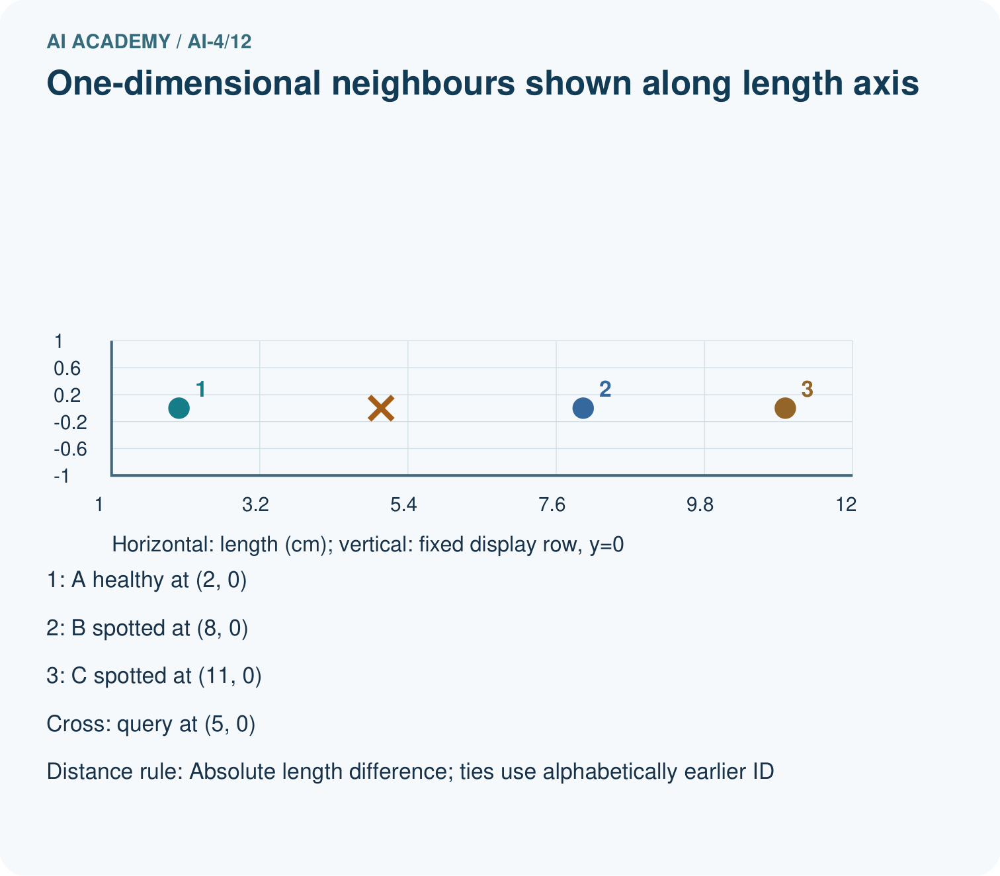 AI ACADEMY / AI-4/12
One-dimensional neighbours shown along length axis
1
0.6
0.2
-0.2
-0.6
-1
1
2
3
1
3.2
5.4
7.6
9.8
12
Horizontal: length (cm); vertical: fixed display row, y=0
1: A healthy at (2, 0)
2: B spotted at (8, 0)
3: C spotted at (11, 0)
Cross: query at (5, 0)
Distance rule: Absolute length difference; ties use alphabetically earlier ID